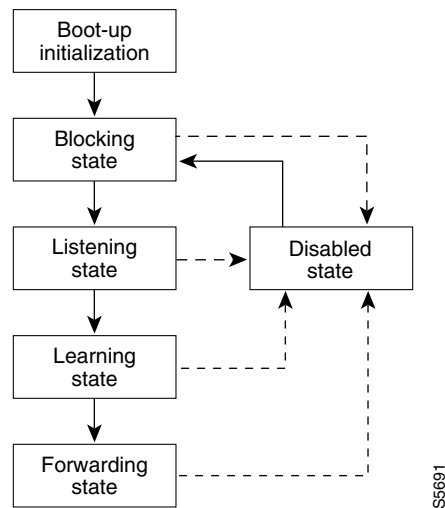 Boot-up
initialization
Blocking
state
Listening
state
Disabled
state
Learning
state
Forwarding
state
S5691